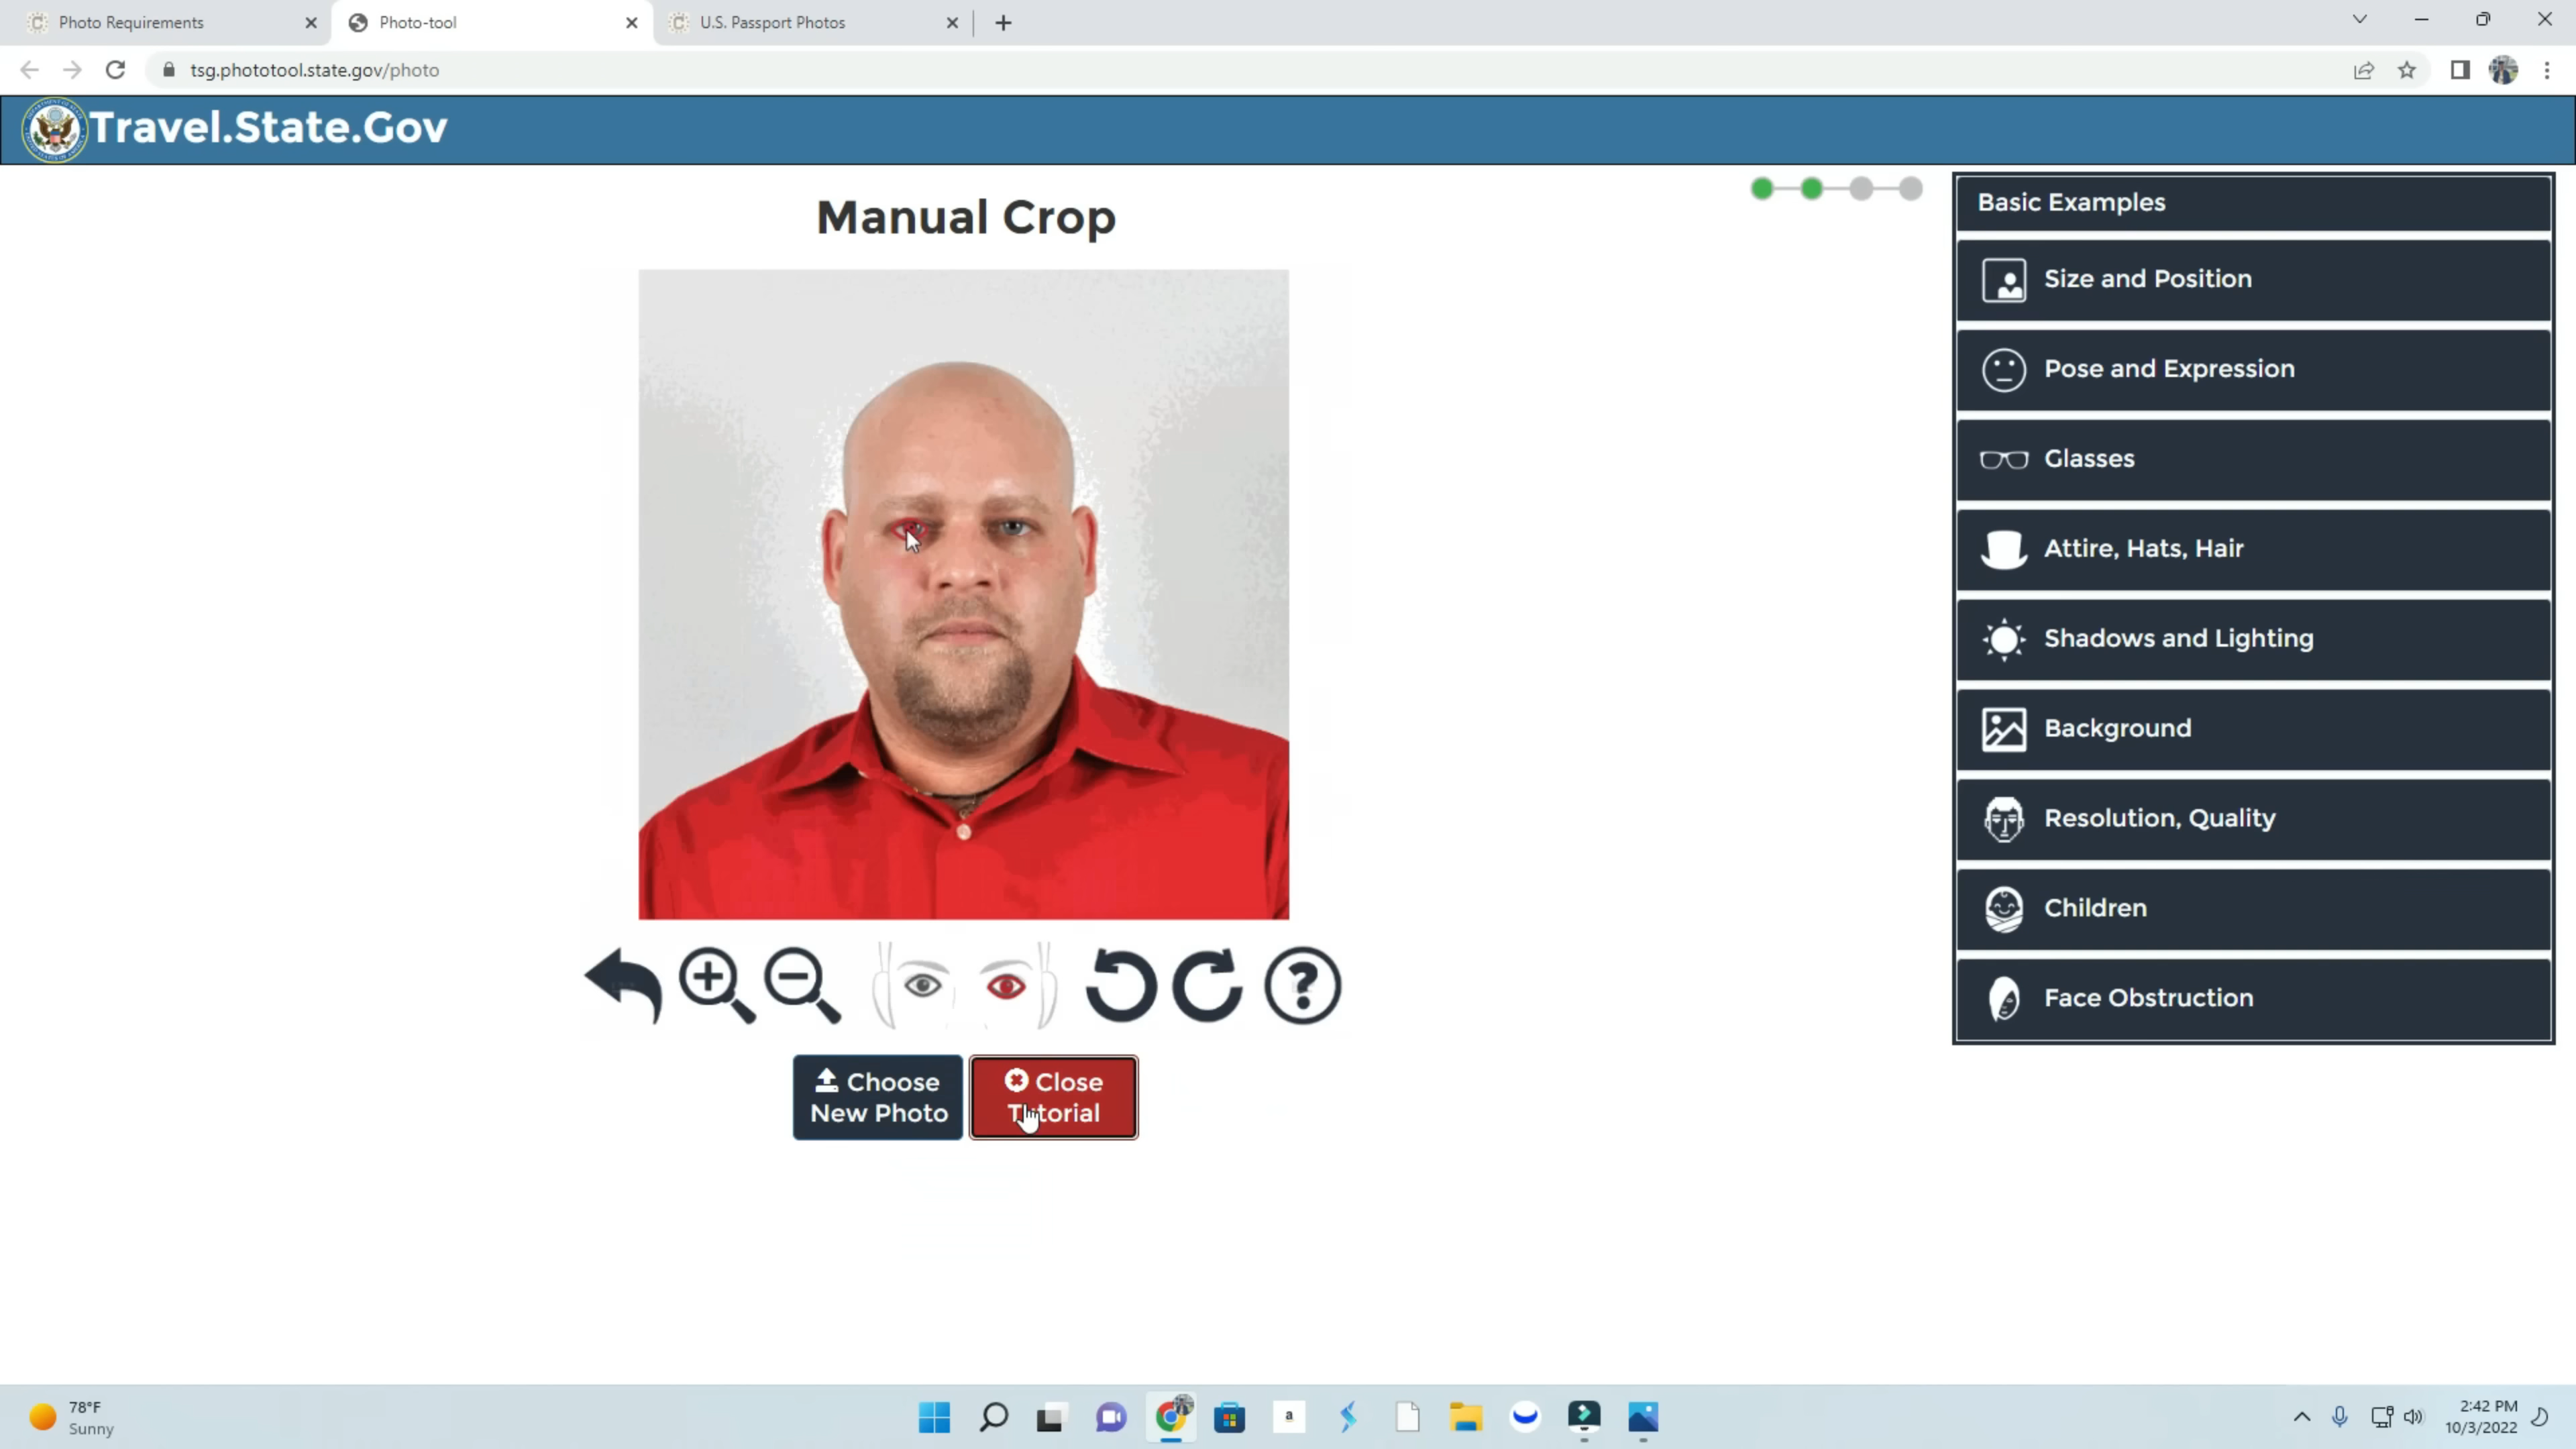 Photo Requirements
Photo-tool
U.S. Passport Photos
tsg.phototool.state.gov/photo
Travel.State.Gov
Manual Crop
Basic Examples
Size and Position
Pose and Expression
Glasses
Attire, Hats, Hair
Shadows and Lighting
Background
Resolution, Quality
Children
Face Obstruction
Choose
New Photo
Close
Tutorial
78°F
Sunny
a
2:42 PM
10/3/2022